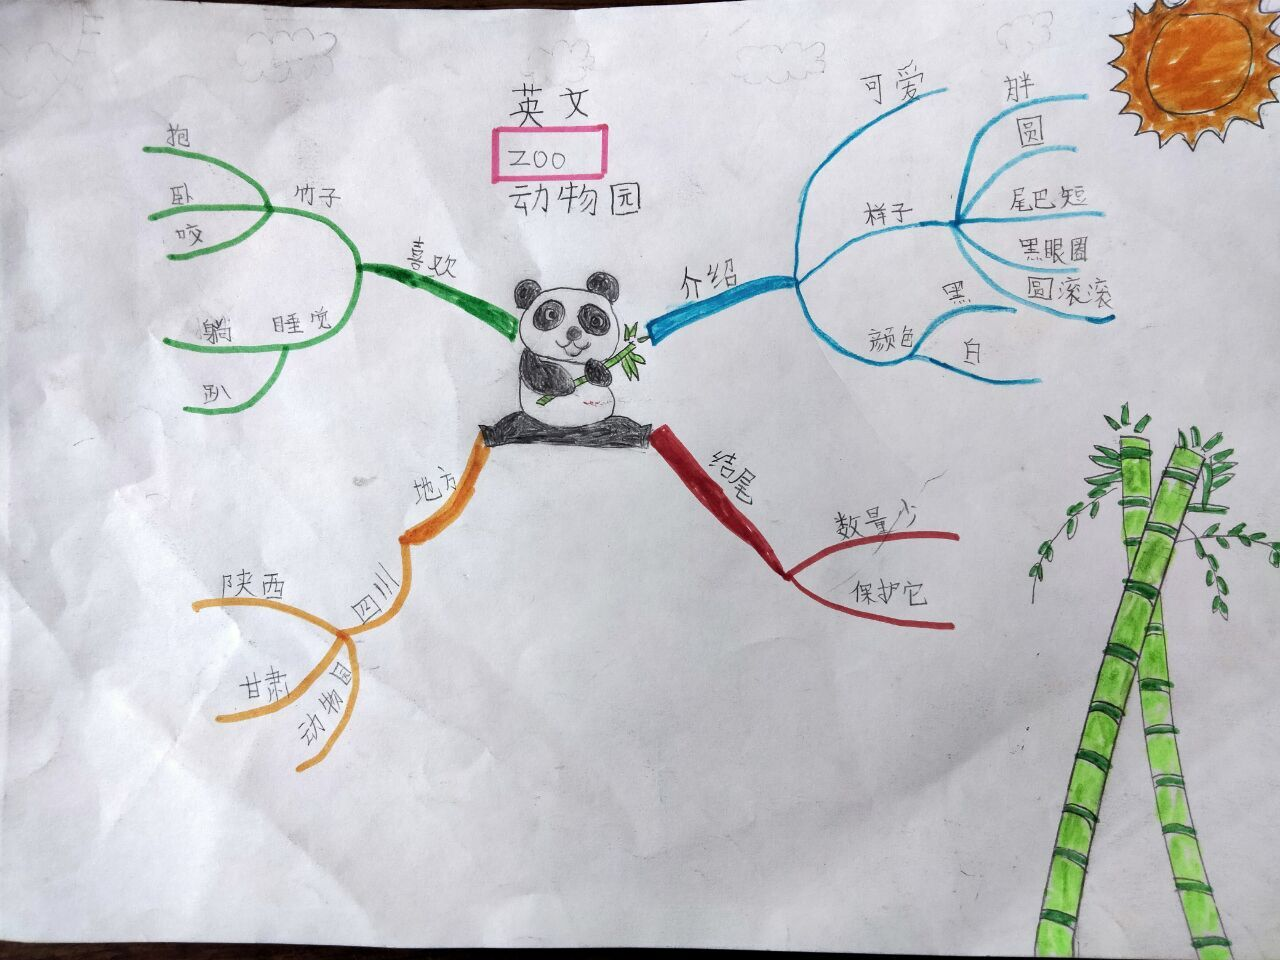 英文
ZOO
动物园
介绍
可爱
样子
胖
圆
尾巴短
黑眼圈
圆滚滚
颜色
黑
白
结尾
数量少
保护它
地方
四川
陕西
甘肃
动物园
喜欢
竹子
抱
卧
咬
睡觉
躺
趴